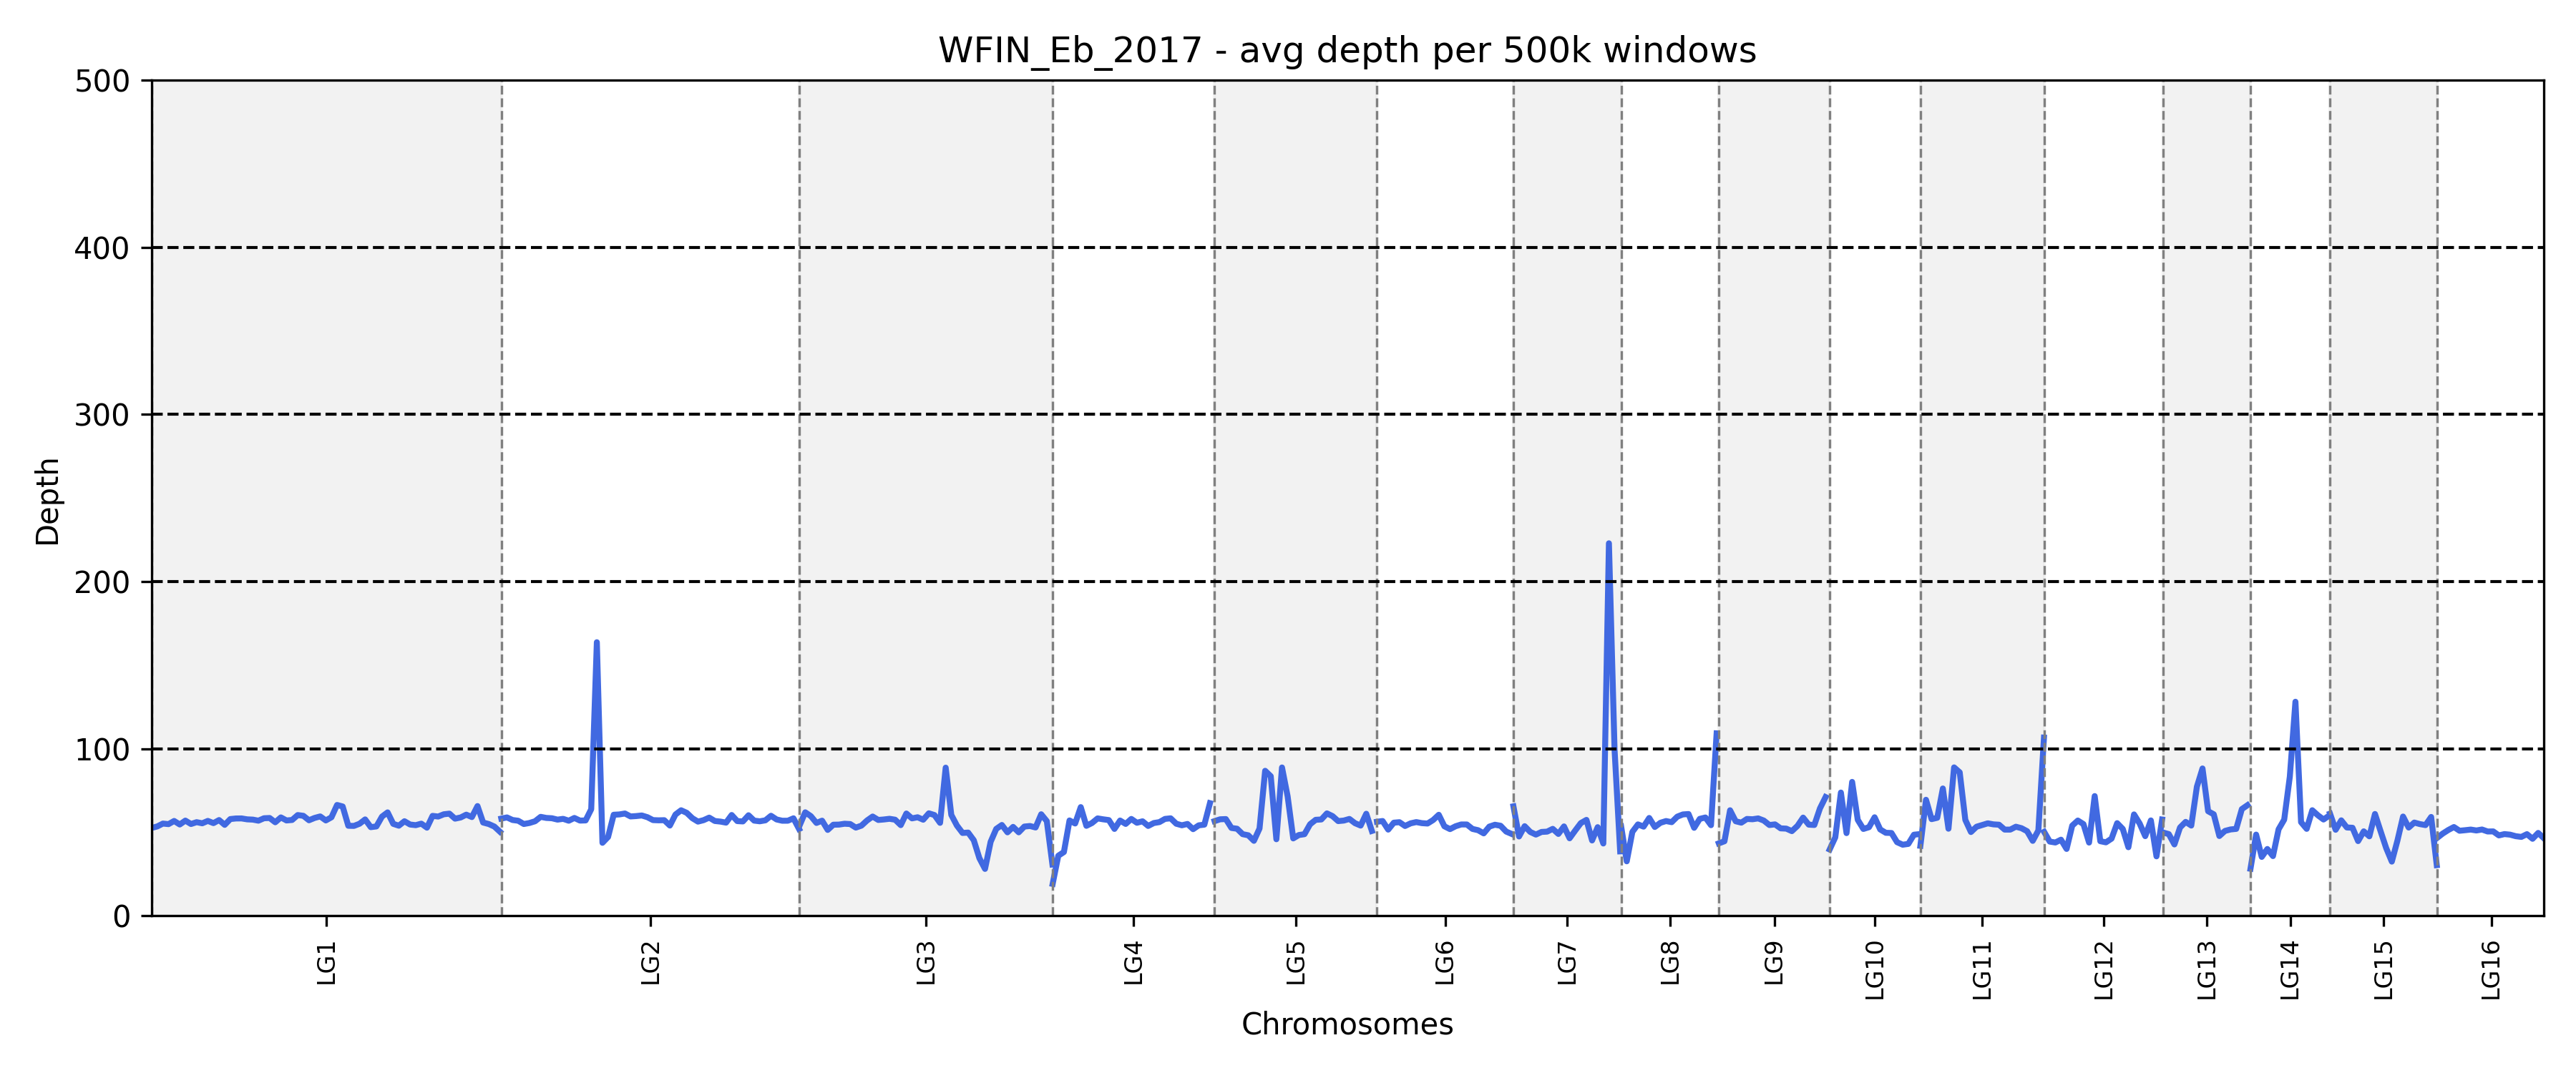 WFIN_Eb_2017 - avg depth per 500k windows
500
400
300
200
100
0
Depth
LG1
LG2
LG3
LG4
LG5
LG6
LG7
LG8
LG9
LG10
LG11
LG12
LG13
LG14
LG15
LG16
Chromosomes